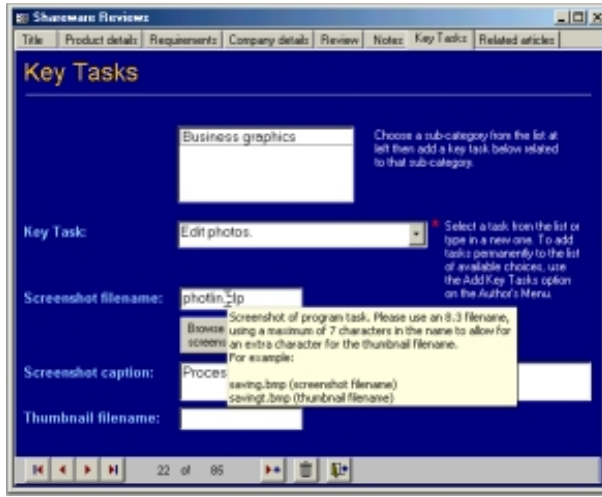 Shareware Reviews
Title Product details Requirements Company details Review Notes Key Tasks Related articles
Key Tasks
Business graphics
Choose a sub-category from the list at
left then add a key task below related
to that sub-category.
Key Task:
Edit photos.
* Select a task from the list or
type in a new one. To add
tasks permanently to the list
of available choices, use
the Add Key Tasks option
on the Author's Menu.
Screenshot filename:
Browse
screens
Screenshot of program task. Please use an 8.3 filename,
using a maximum of 7 characters in the name to allow for
an extra character for the thumbnail filename.
For example:
saving.bmp (screenshot filename)
savingt.bmp (thumbnail filename)
Screenshot caption:
Proces
Thumbnail filename:
22 of 85